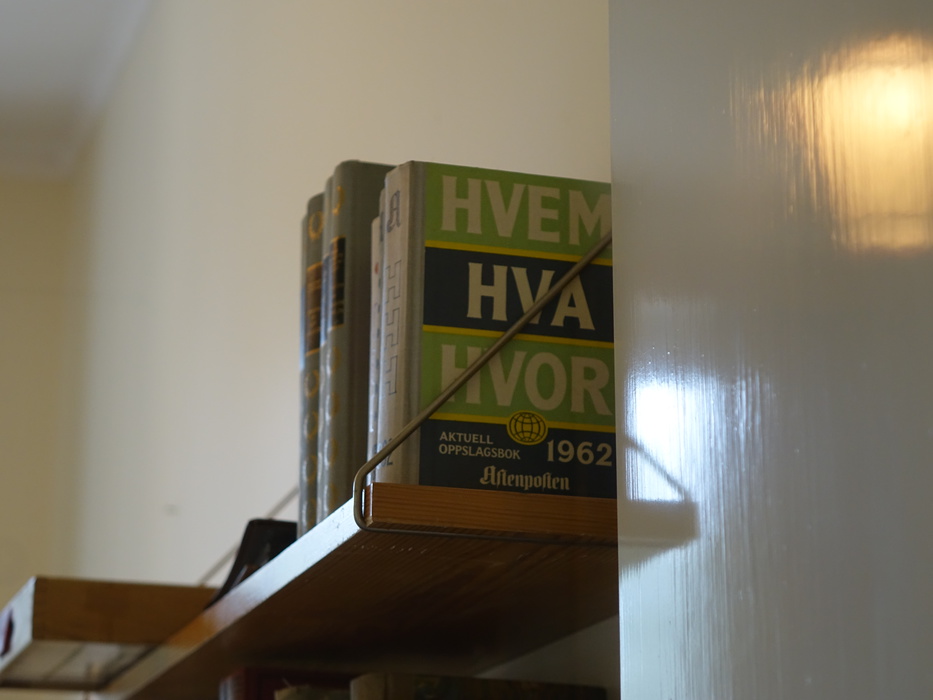 HVEM
HVA
HVOR
AKTUELL
OPPSLAGSBOK
1962
Aftenposten